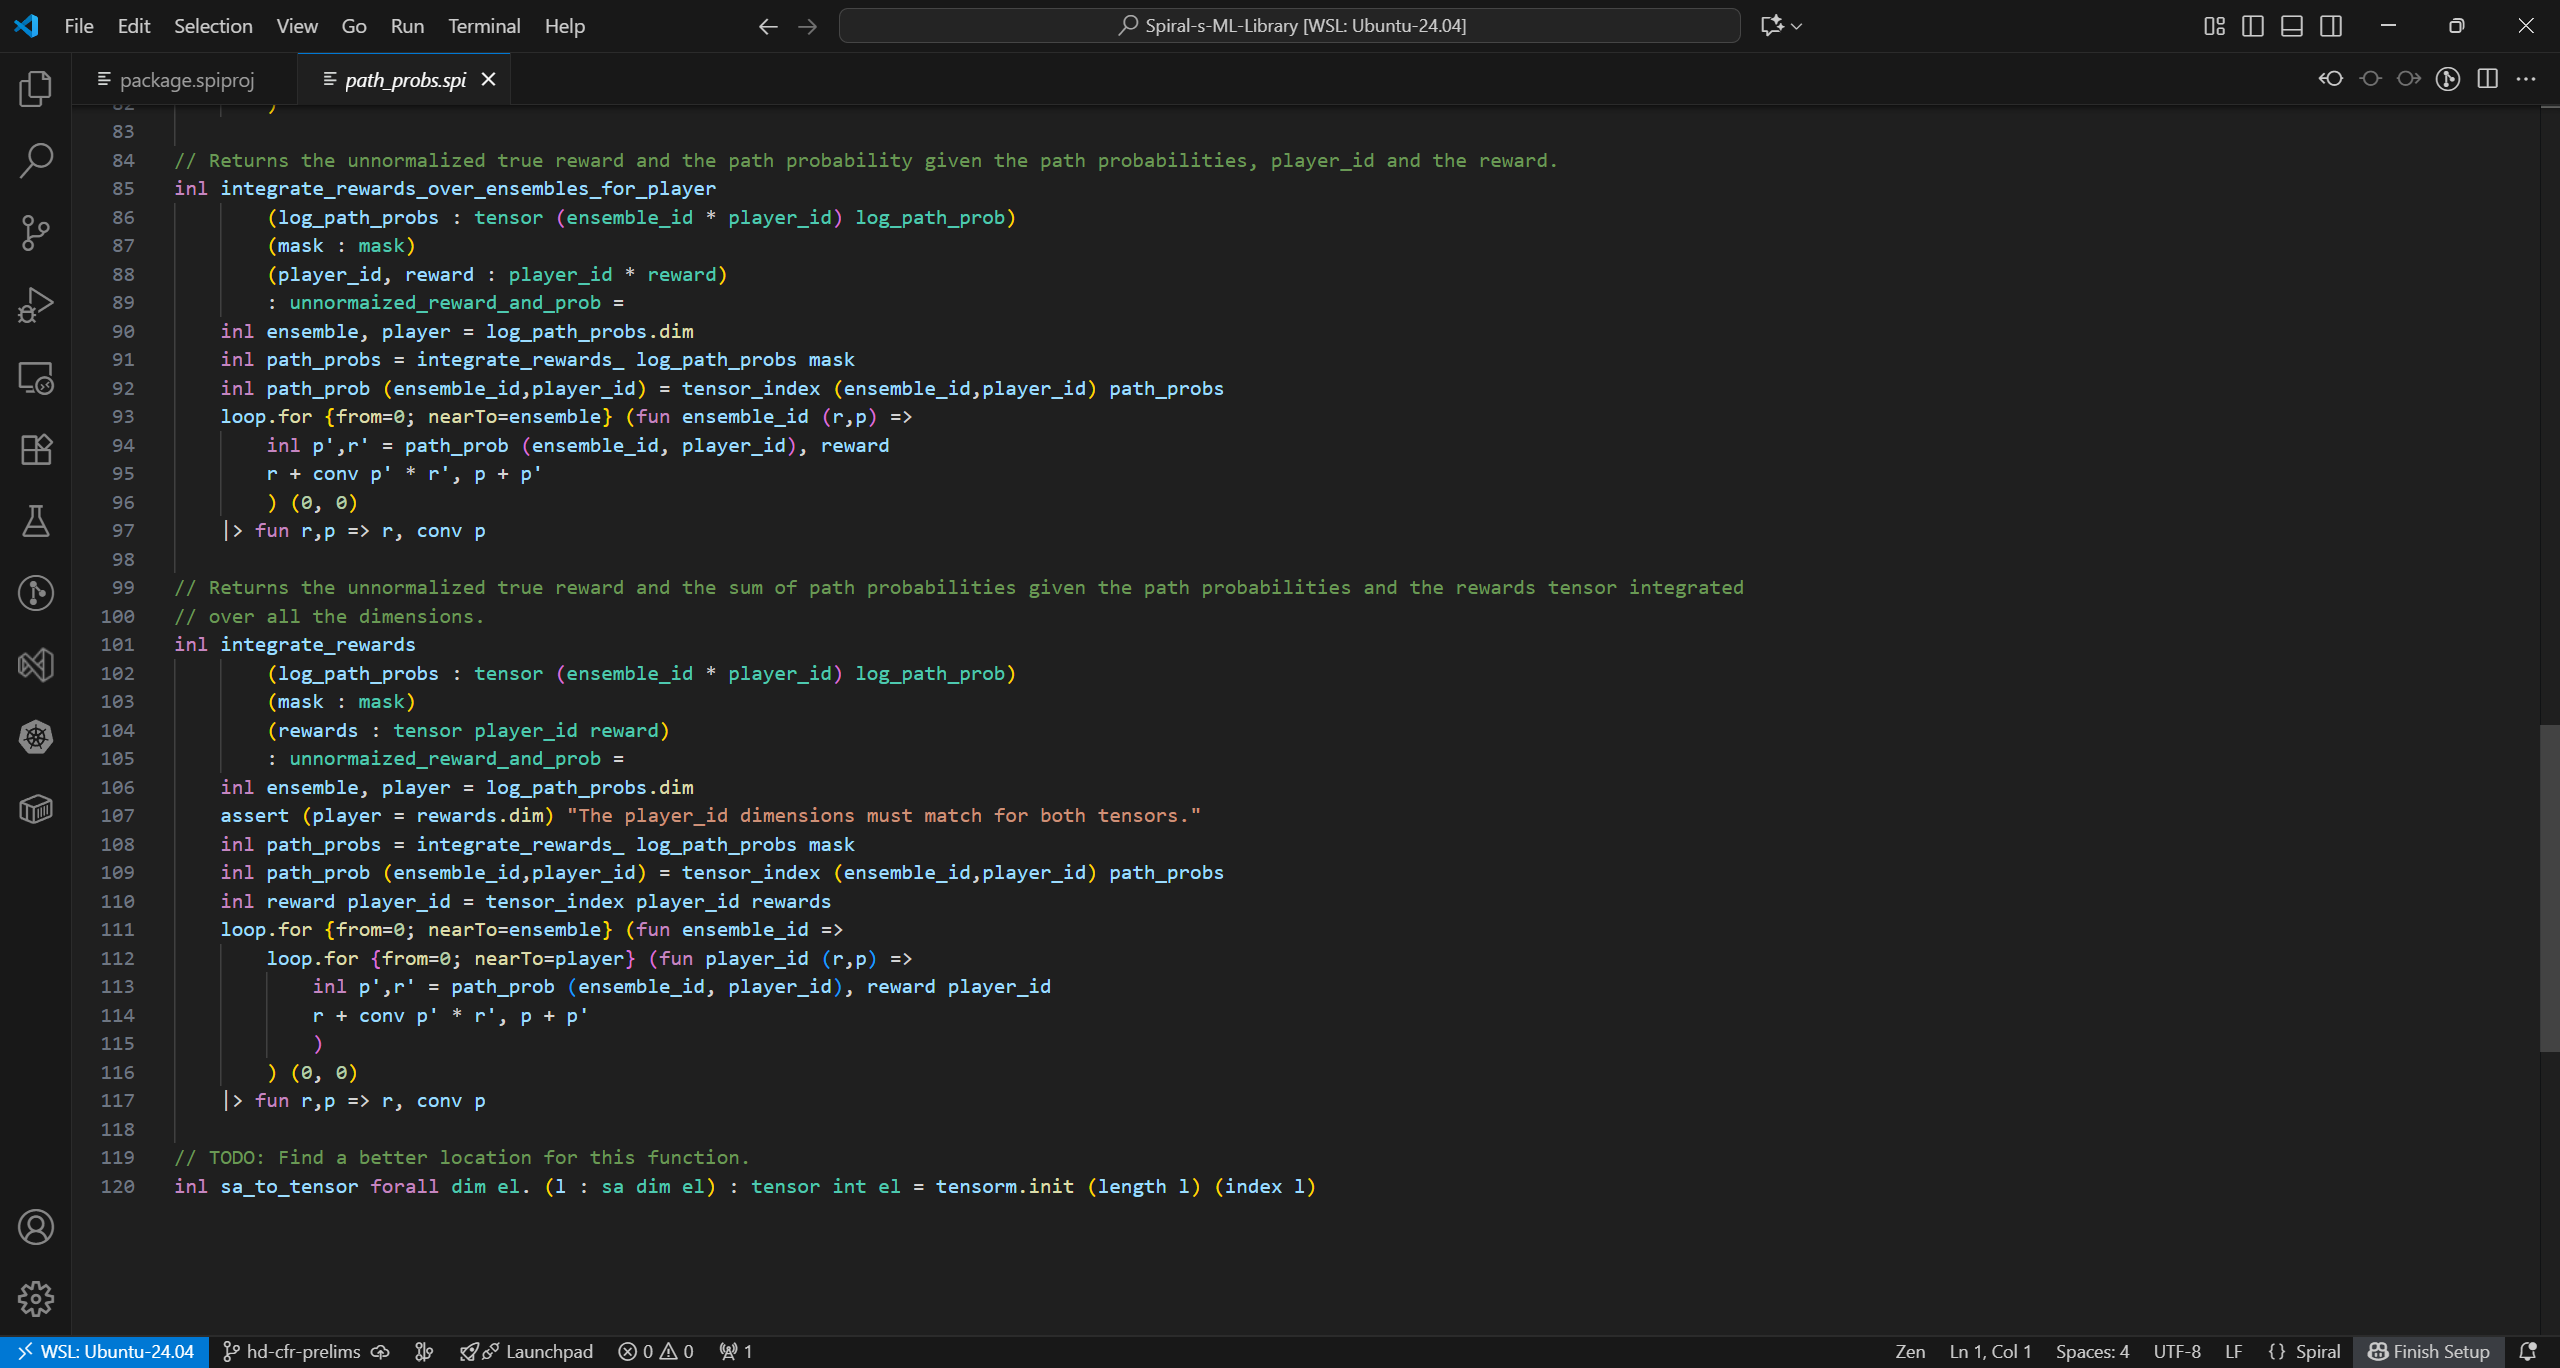 File Edit Selection View Go Run Terminal Help
Spiral-s-ML-Library [WSL: Ubuntu-24.04]
package.spiproj
path_probs.spi
82 )
83
84 // Returns the unnormalized true reward and the path probability given the path probabilities, player_id and the reward.
85 inl integrate_rewards_over_ensembles_for_player
86 (log_path_probs : tensor (ensemble_id * player_id) log_path_prob)
87 (mask : mask)
88 (player_id, reward : player_id * reward)
89 : unnormaized_reward_and_prob =
90 inl ensemble, player = log_path_probs.dim
91 inl path_probs = integrate_rewards_ log_path_probs mask
92 inl path_prob (ensemble_id,player_id) = tensor_index (ensemble_id,player_id) path_probs
93 loop.for {from=0; nearTo=ensemble} (fun ensemble_id (r,p) =>
94 inl p',r' = path_prob (ensemble_id, player_id), reward
95 r + conv p' * r', p + p'
96 ) (0, 0)
97 |> fun r,p => r, conv p
98
99 // Returns the unnormalized true reward and the sum of path probabilities given the path probabilities and the rewards tensor integrated
100 // over all the dimensions.
101 inl integrate_rewards
102 (log_path_probs : tensor (ensemble_id * player_id) log_path_prob)
103 (mask : mask)
104 (rewards : tensor player_id reward)
105 : unnormaized_reward_and_prob =
106 inl ensemble, player = log_path_probs.dim
107 assert (player = rewards.dim) "The player_id dimensions must match for both tensors."
108 inl path_probs = integrate_rewards_ log_path_probs mask
109 inl path_prob (ensemble_id,player_id) = tensor_index (ensemble_id,player_id) path_probs
110 inl reward player_id = tensor_index player_id rewards
111 loop.for {from=0; nearTo=ensemble} (fun ensemble_id =>
112 loop.for {from=0; nearTo=player} (fun player_id (r,p) =>
113 inl p',r' = path_prob (ensemble_id, player_id), reward player_id
114 r + conv p' * r', p + p'
115 )
116 ) (0, 0)
117 |> fun r,p => r, conv p
118
119 // TODO: Find a better location for this function.
120 inl sa_to_tensor forall dim el. (l : sa dim el) : tensor int el = tensorm.init (length l) (index l)
WSL: Ubuntu-24.04 hd-cfr-prelims Launchpad 0 0 1 Zen Ln 1, Col 1 Spaces: 4 UTF-8 LF {} Spiral Finish Setup